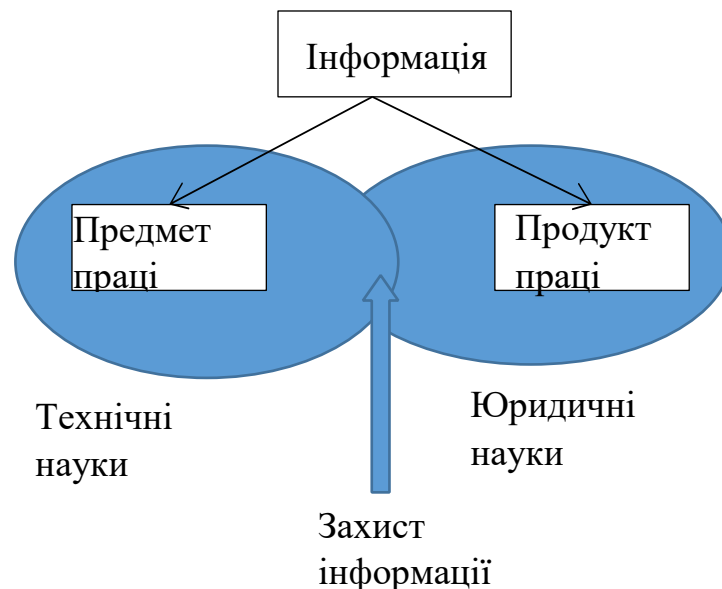 Інформація
Предмет
праці
Продукт
праці
Технічні
науки
Юридичні
науки
Захист
інформації